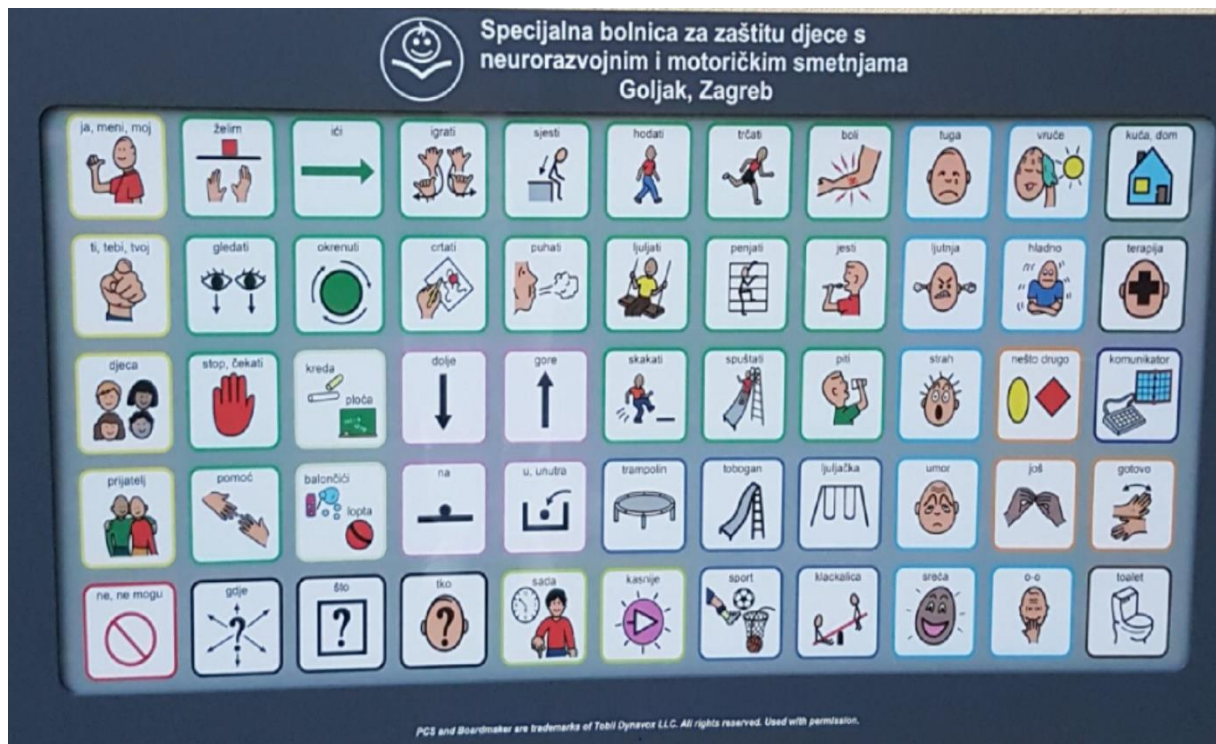 Specijalna bolnica za zaštitu djece s
neurorazvojnim i motoričkim smetnjama
Goljak, Zagreb
ja, meni, moj
želim
ići
igrati
sjesti
hodati
trčati
boli
tuga
vruće
kuća, dom
ti, tebi, tvoj
gledati
okrenuti
crtati
puhati
ljuljati
penjati
jesti
ljutnja
hladno
terapija
djeca
stop, čekati
kreda
ploča
dolje
gore
skakati
spuštati
piti
strah
nešto drugo
komunikator
prijatelj
pomoć
balončići
lopta
na
u, unutra
trampolin
tobogan
ljuljačka
umor
još
gotovo
ne, ne mogu
gdje
?
što
?
tko
?
sada
kasnije
sport
klackalica
sreća
o-o
toalet
PCS and Boardmaker are trademarks of Tobii Dynavox LLC. All rights reserved. Used with permission.